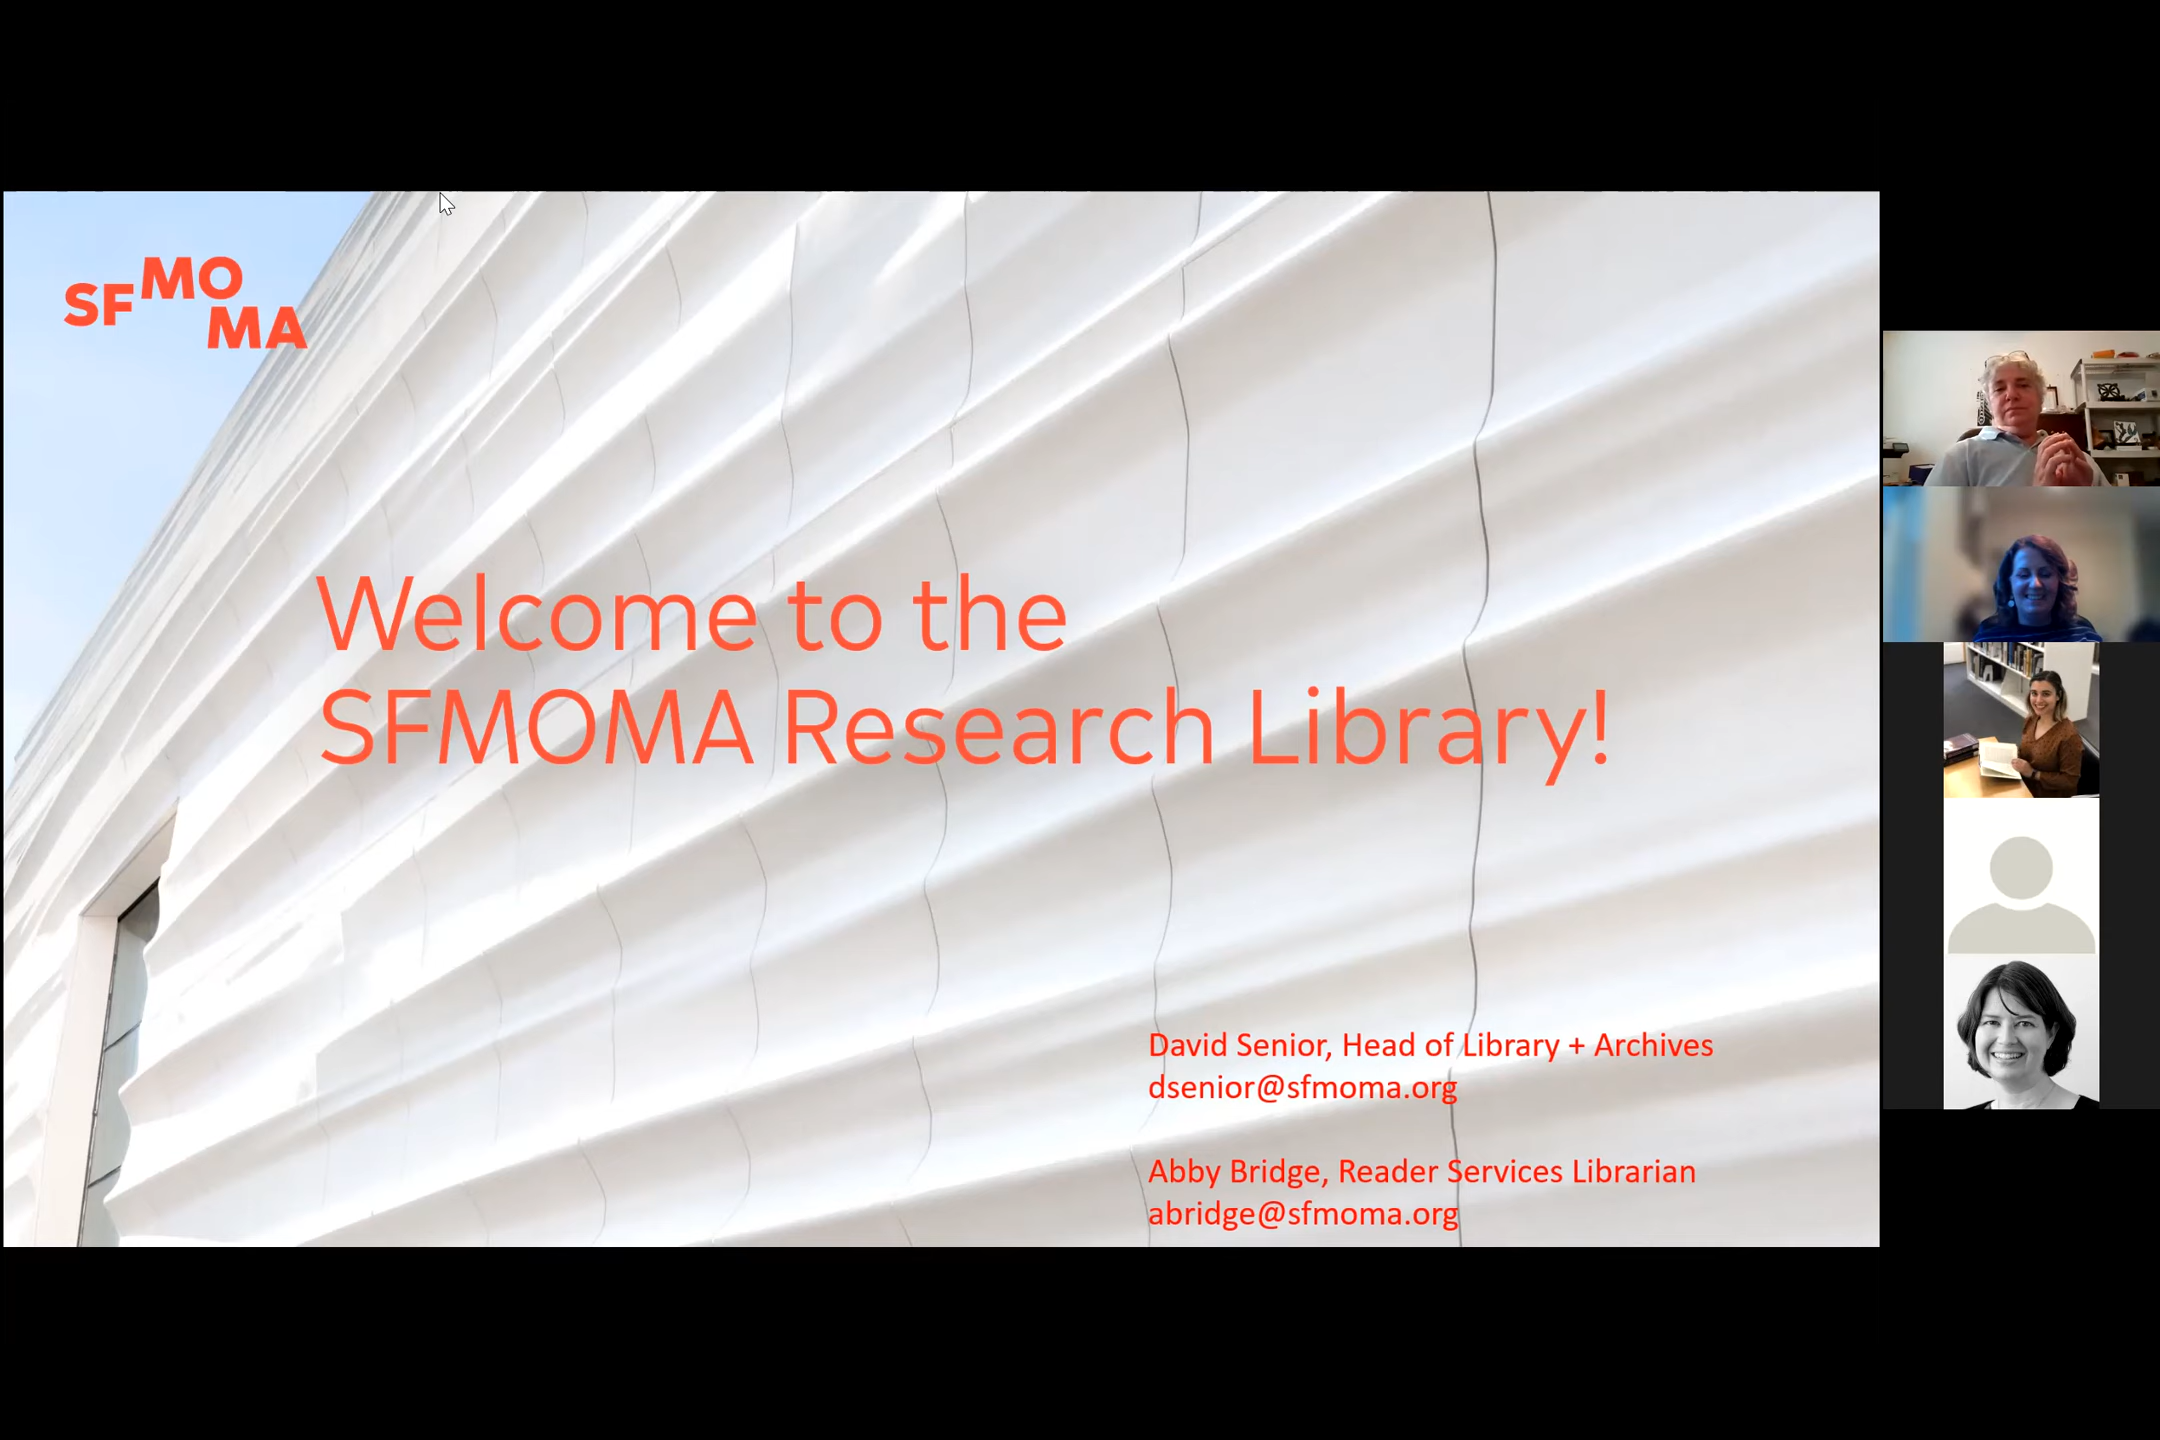 SFMOMA
Welcome to the
SFMOMA Research Library!
David Senior, Head of Library + Archives
dsenior@sfmoma.org
Abby Bridge, Reader Services Librarian
abridge@sfmoma.org